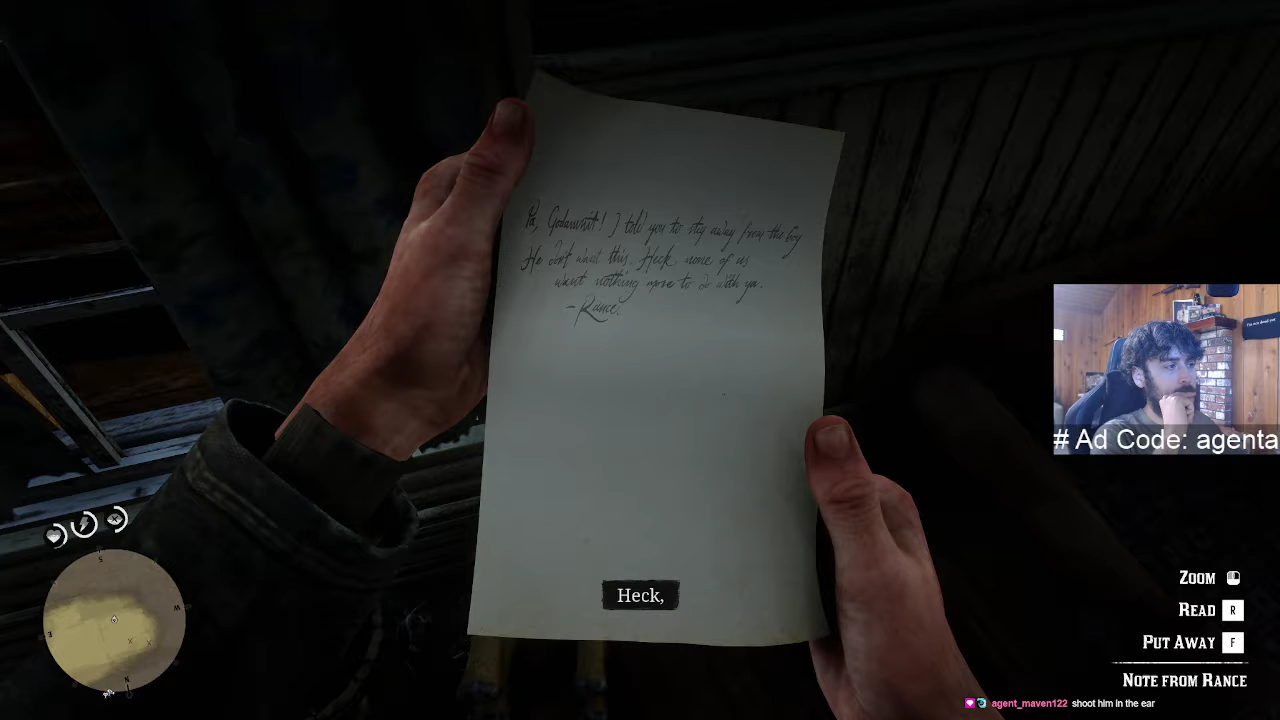 Pa, Godamnit! I told you to sty away from the boy
He don't want this. Heck none of us
want nothing more to do with ya.
- Rance.
Heck,
# Ad Code: agenta
ZOOM
READ R
PUT AWAY F
NOTE FROM RANCE
agent_maven122 shoot him in the ear
S
W
E
N